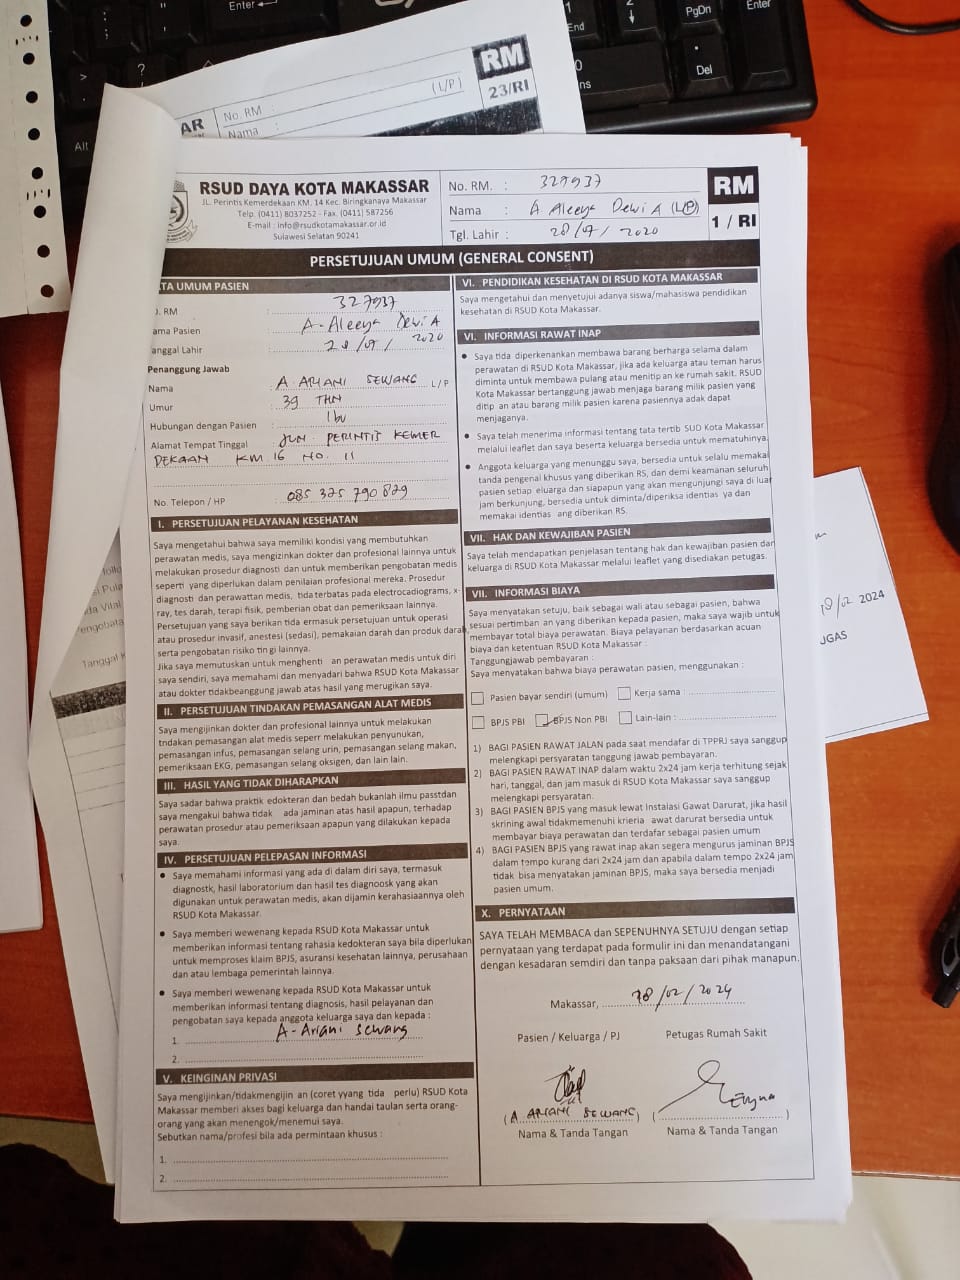 Enter
End
PgDn
Enter
Del
Alt
?
>
0
ns
RM
23/RI
AR
No. RM
(L/P)
Nama :
RSUD DAYA KOTA MAKASSAR
JL. Perintis Kemerdekaan KM. 14 Kec. Biringkanaya Makassar
Telp. (0411) 8037252 - Fax. (0411) 587256
E-mail : info@rsudkotamakassar.or.id
Sulawesi Selatan 90241
No. RM. : 327937
Nama : A Aleeya Dewi A (L/P)
Tgl. Lahir : 28/07/2020
RM
1 / RI
PERSETUJUAN UMUM (GENERAL CONSENT)
TA UMUM PASIEN
. RM : 327937
ama Pasien : A-Aleeya Dewi A
anggal Lahir : 28/07/2020
Penanggung Jawab
Nama : A ARIANI SEWANG L/P
Umur : 39 THN
Hubungan dengan Pasien : Ibu
Alamat Tempat Tinggal : JLN PERINTIS KEMER
DEKAAN KM 16 NO. 11
No. Telepon / HP : 085 325 790 829
I. PERSETUJUAN PELAYANAN KESEHATAN
Saya mengetahui bahwa saya memiliki kondisi yang membutuhkan
perawatan medis, saya mengizinkan dokter dan profesional lainnya untuk
melakukan prosedur diagnosti dan untuk memberikan pengobatan medis
seperti yang diperlukan dalam penilaian profesional mereka. Prosedur
diagnosti dan perawattan medis, tidaterbatas pada electrocardiograms, x-
ray, tes darah, terapi fisik, pemberian obat dan pemeriksaan lainnya.
Persetujuan yang saya berikan tida ermasuk persetujuan untuk operasi
atau prosedur invasif, anestesi (sedasi), pemakaian darah dan produk darah
serta pengobatan risiko tin gi lainnya.
Jika saya memutuskan untuk menghenti an perawatan medis untuk diri
saya sendiri, saya memahami dan menyadari bahwa RSUD Kota Makassar
atau dokter tidakbeanggung jawab atas hasil yang merugikan saya.
II. PERSETUJUAN TINDAKAN PEMASANGAN ALAT MEDIS
Saya mengijinkan dokter dan profesional lainnya untuk melakukan
tndakan pemasangan alat medis seperr melakukan penyunukan,
pemasangan infus, pemasangan selang urin, pemasangan selang makan,
pemeriksaan EKG, pemasangan selang oksigen, dan lain lain.
III. HASIL YANG TIDAK DIHARAPKAN
Saya sadar bahwa praktik edokteran dan bedah bukanlah ilmu passtdan
saya mengakui bahwa tidak ada jaminan atas hasil apapun, terhadap
perawatan prosedur atau pemeriksaan apapun yang dilakukan kepada
saya.
IV. PERSETUJUAN PELEPASAN INFORMASI
● Saya memahami informasi yang ada di dalam diri saya, termasuk
diagnostk, hasil laboratorium dan hasil tes diagnoosk yang akan
digunakan untuk perawatan medis, akan dijamin kerahasiaannya oleh
RSUD Kota Makassar.
● Saya memberi wewenang kepada RSUD Kota Makassar untuk
memberikan informasi tentang rahasia kedokteran saya bila diperlukan
untuk memproses klaim BPJS, asuransi kesehatan lainnya, perusahaan
dan atau lembaga pemerintah lainnya.
● Saya memberi wewenang kepada RSUD Kota Makassar untuk
memberikan informasi tentang diagnosis, hasil pelayanan dan
pengobatan saya kepada anggota keluarga saya dan kepada :
1. A-Ariani Sewang
2.
V. KEINGINAN PRIVASI
Saya mengijinkan/tidakmengijin an (coret yyang tida perlu) RSUD Kota
Makassar memberi akses bagi keluarga dan handai taulan serta orang-
orang yang akan menengok/menemui saya.
Sebutkan nama/profesi bila ada permintaan khusus :
1.
2.
VI. PENDIDIKAN KESEHATAN DI RSUD KOTA MAKASSAR
Saya mengetahui dan menyetujui adanya siswa/mahasiswa pendidikan
kesehatan di RSUD Kota Makassar.
VI. INFORMASI RAWAT INAP
● Saya tida diperkenankan membawa barang berharga selama dalam
perawatan di RSUD Kota Makassar, jika ada keluarga atau teman harus
diminta untuk membawa pulang atau menitip an ke rumah sakit. RSUD
Kota Makassar bertanggung jawab menjaga barang milik pasien yang
ditip an atau barang milik pasien karena pasiennya adak dapat
menjaganya.
● Saya telah menerima informasi tentang tata tertib SUD Kota Makassar
melalui leaflet dan saya beserta keluarga bersedia untuk mematuhinya.
● Anggota keluarga yang menunggu saya, bersedia untuk selalu memakai
tanda pengenal khusus yang diberikan RS, dan demi keamanan seluruh
pasien setiap eluarga dan siapapun yang akan mengunjungi saya di luar
jam berkunjung, bersedia untuk diminta/diperiksa identias ya dan
memakai identias ang diberikan RS.
VII. HAK DAN KEWAJIBAN PASIEN
Saya telah mendapatkan penjelasan tentang hak dan kewajiban pasien dan
keluarga di RSUD Kota Makassar melalui leaflet yang disediakan petugas.
VII. INFORMASI BIAYA
Saya menyatakan setuju, baik sebagai wali atau sebagai pasien, bahwa
sesuai pertimban an yang diberikan kepada pasien, maka saya wajib untuk
membayar total biaya perawatan. Biaya pelayanan berdasarkan acuan
biaya dan ketentuan RSUD Kota Makassar :
Tanggungjawab pembayaran :
Saya menyatakan bahwa biaya perawatan pasien, menggunakan :
Pasien bayar sendiri (umum) Kerja sama :
BPJS PBI BPJS Non PBI Lain-lain :
1) BAGI PASIEN RAWAT JALAN pada saat mendafar di TPPRJ saya sanggup
melengkapi persyaratan tanggung jawab pembayaran.
2) BAGI PASIEN RAWAT INAP dalam waktu 2x24 jam kerja terhitung sejak
hari, tanggal, dan jam masuk di RSUD Kota Makassar saya sanggup
melengkapi persyaratan.
3) BAGI PASIEN BPJS yang masuk lewat Instalasi Gawat Darurat, jika hasil
skrining awal tidakmemenuhi krieria awat darurat bersedia untuk
membayar biaya perawatan dan terdafar sebagai pasien umum
4) BAGI PASIEN BPJS yang rawat inap akan segera mengurus jaminan BPJS
dalam tempo kurang dari 2x24 jam dan apabila dalam tempo 2x24 jam
tidak bisa menyatakan jaminan BPJS, maka saya bersedia menjadi
pasien umum.
X. PERNYATAAN
SAYA TELAH MEMBACA dan SEPENUHNYA SETUJU dengan setiap
pernyataan yang terdapat pada formulir ini dan menandatangani
dengan kesadaran semdiri dan tanpa paksaan dari pihak manapun.
Makassar, 28/02/2024
Pasien / Keluarga / PJ Petugas Rumah Sakit
(A ARIANI SEWANG) ( )
Nama & Tanda Tangan Nama & Tanda Tangan
/02 2024
UGAS
da Vital
engobata
Tanggal